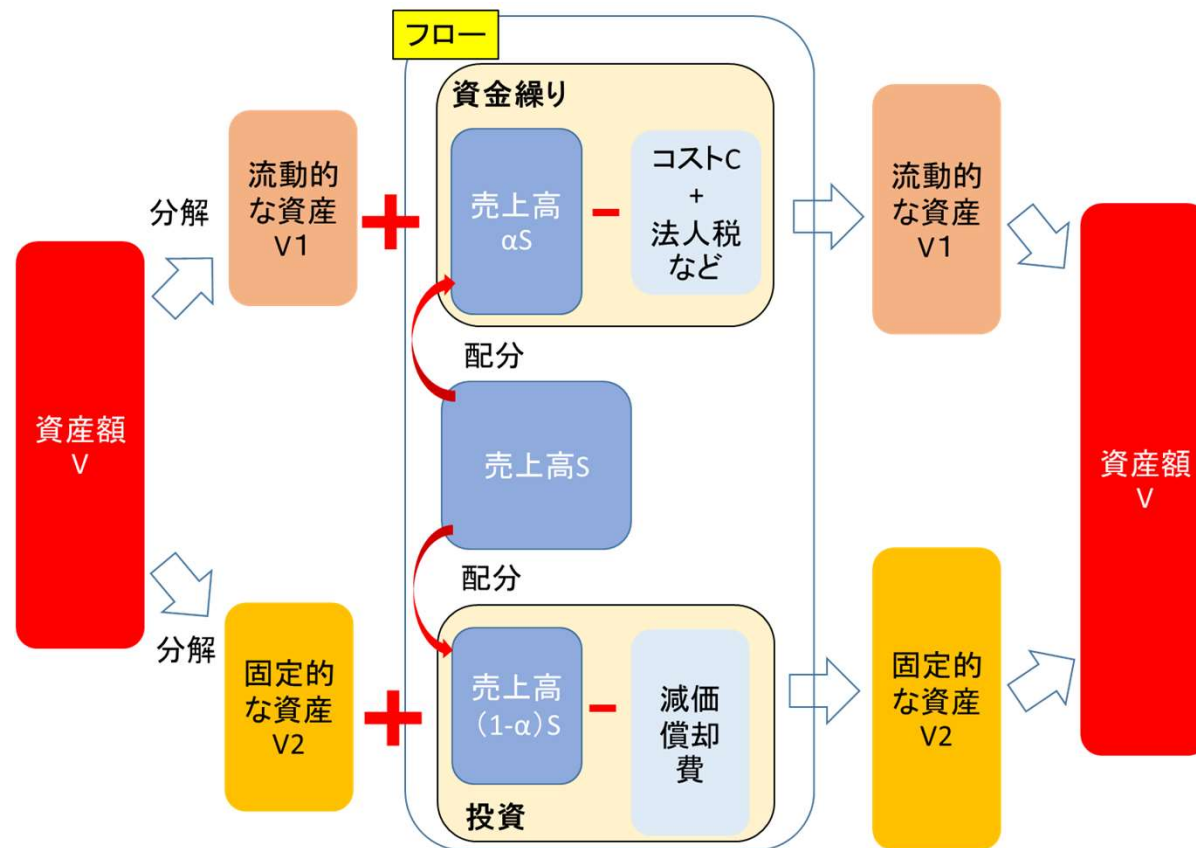 フロー
資金繰り
流動的
な資産
V1
分解
売上高
αS
コストC
+
法人税
など
流動的
な資産
V1
配分
資産額
V
売上高S
資産額
V
配分
分解
固定的
な資産
V2
売上高
(1-α)S
減価
償却
費
固定的
な資産
V2
投資